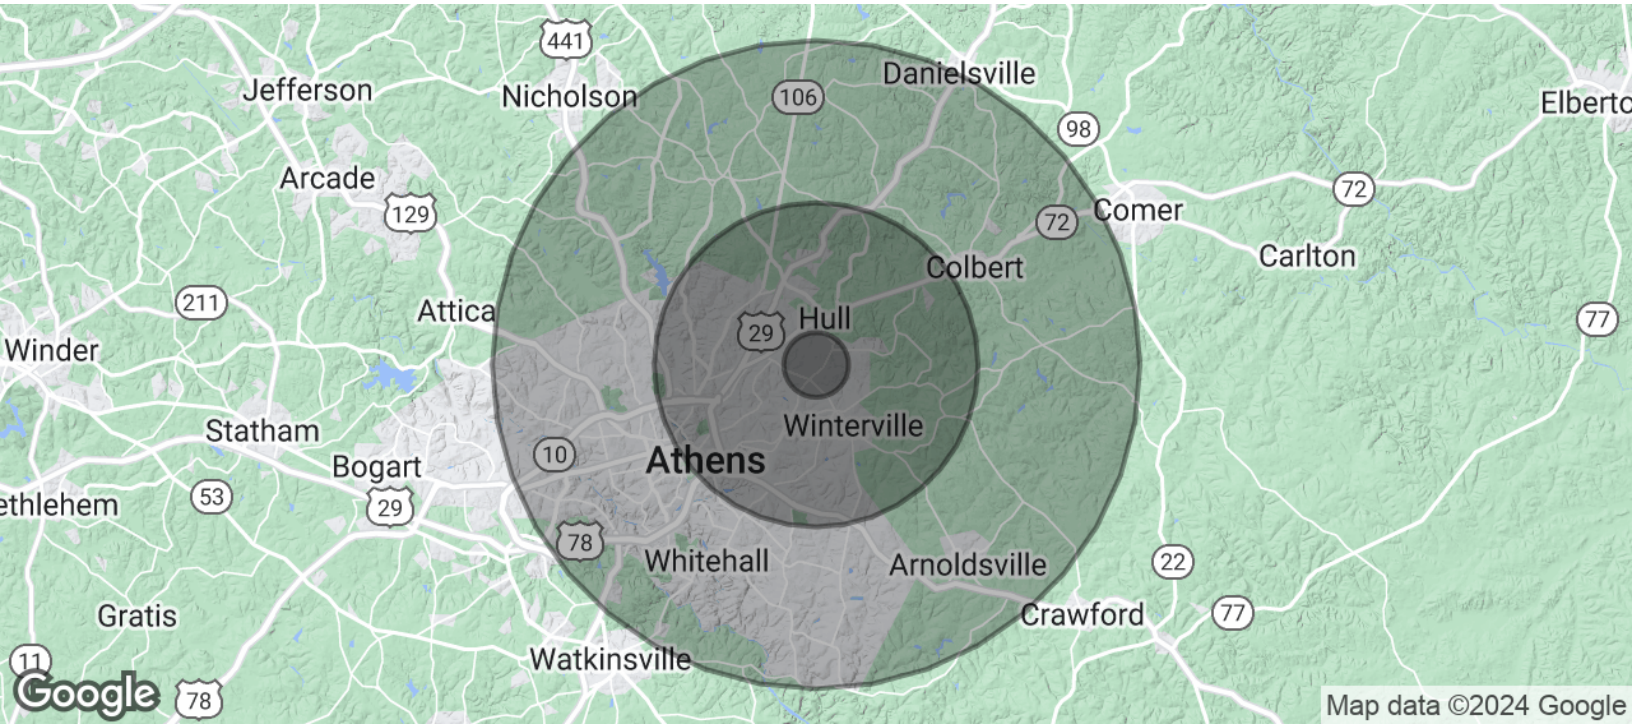 441
Danielsville
Jefferson
Nicholson
106
Elberto
98
Arcade
129
72
Comer
72
Carlton
Colbert
211
Attica
Hull
29
77
Winder
Statham
Winterville
10
Athens
Bogart
53
29
ethlehem
78
Whitehall
Arnoldsville
22
Gratis
Crawford
77
11
Watkinsville
Google
78
Map data ©2024 Google